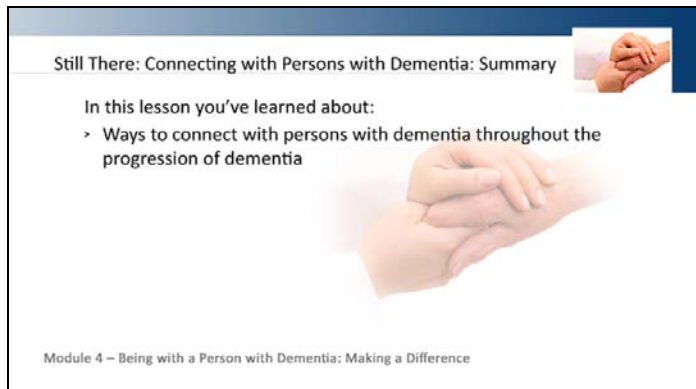 Still There: Connecting with Persons with Dementia: Summary
In this lesson you’ve learned about:
› Ways to connect with persons with dementia throughout the
progression of dementia
Module 4 – Being with a Person with Dementia: Making a Difference